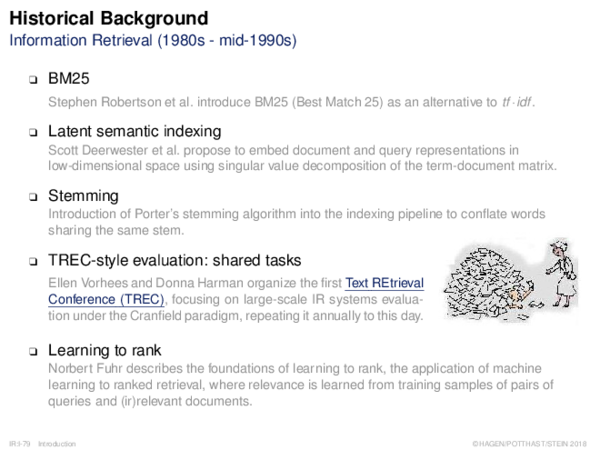 Historical Background
Information Retrieval (1980s - mid-1990s)
❑ BM25
Stephen Robertson et al. introduce BM25 (Best Match 25) as an alternative to tf · idf.
❑ Latent semantic indexing
Scott Deerwester et al. propose to embed document and query representations in
low-dimensional space using singular value decomposition of the term-document matrix.
❑ Stemming
Introduction of Porter's stemming algorithm into the indexing pipeline to conflate words
sharing the same stem.
❑ TREC-style evaluation: shared tasks
Ellen Vorhees and Donna Harman organize the first Text REtrieval
Conference (TREC), focusing on large-scale IR systems evalua-
tion under the Cranfield paradigm, repeating it annually to this day.
❑ Learning to rank
Norbert Fuhr describes the foundations of learning to rank, the application of machine
learning to ranked retrieval, where relevance is learned from training samples of pairs of
queries and (ir)relevant documents.
IR:I-79 Introduction
©HAGEN/POTTHAST/STEIN 2018